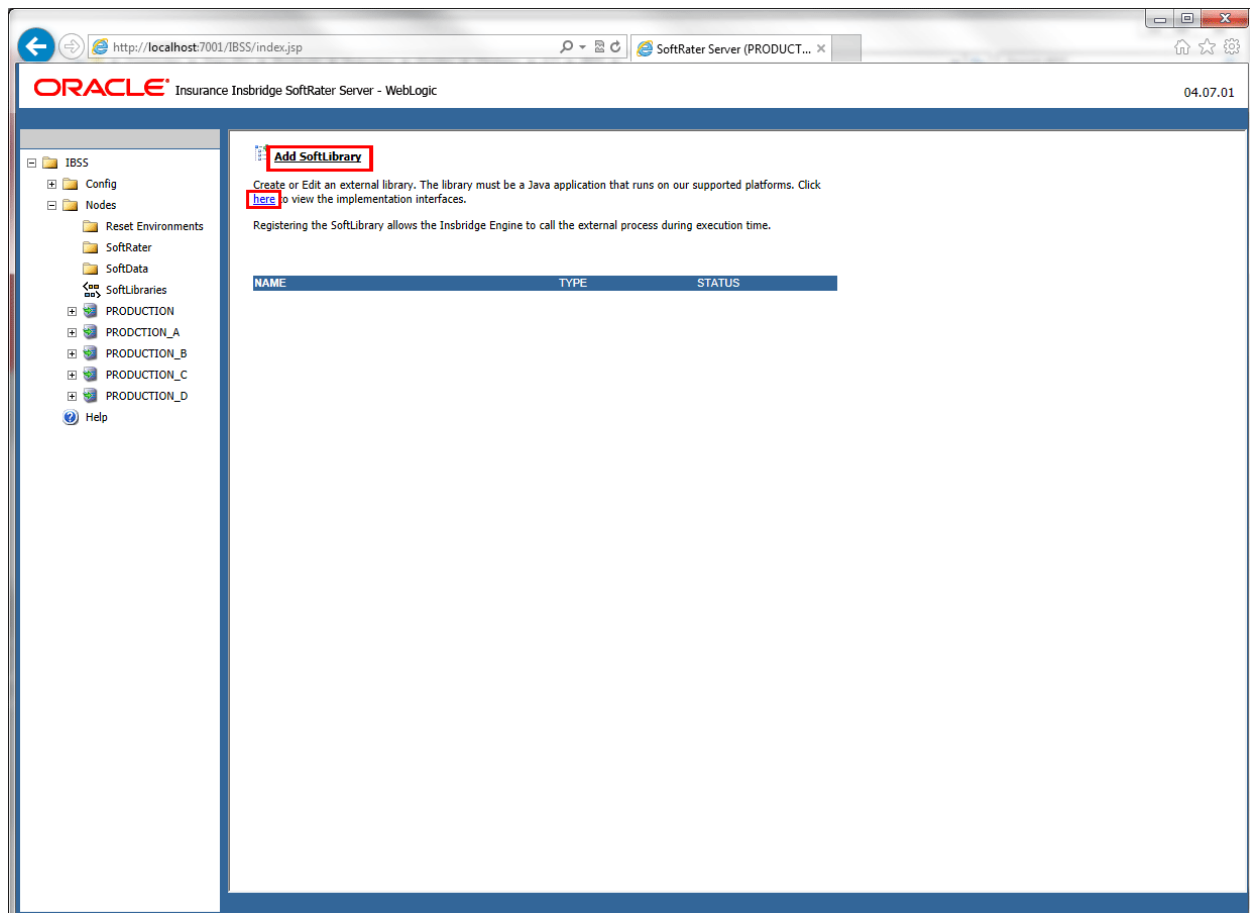 http://localhost:7001/IBSS/index.jsp
SoftRater Server (PRODUCT...
ORACLE Insurance Insbridge SoftRater Server - WebLogic
04.07.01
IBSS
Config
Nodes
Reset Environments
SoftRater
SoftData
SoftLibraries
PRODUCTION
PRODCTION_A
PRODUCTION_B
PRODUCTION_C
PRODUCTION_D
Help
Add SoftLibrary
Create or Edit an external library. The library must be a Java application that runs on our supported platforms. Click
here to view the implementation interfaces.
Registering the SoftLibrary allows the Insbridge Engine to call the external process during execution time.
NAME TYPE STATUS